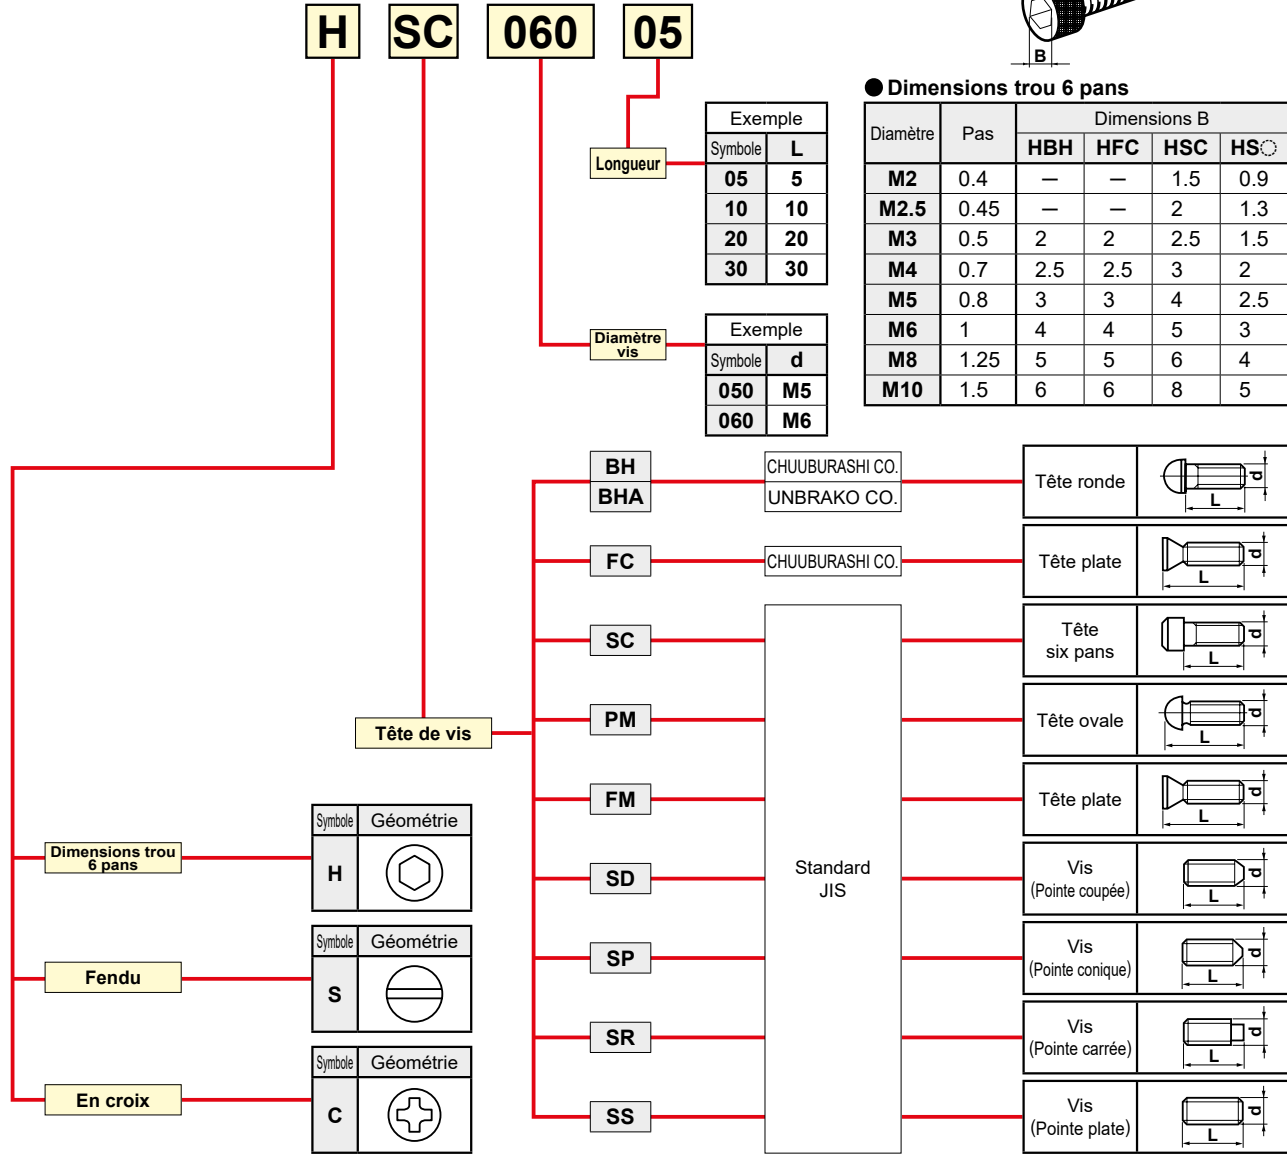 H SC 060 05
B
● Dimensions trou 6 pans
Diamètre Pas Dimensions B
HBH HFC HSC HS◌
M2 0.4 — — 1.5 0.9
M2.5 0.45 — — 2 1.3
M3 0.5 2 2 2.5 1.5
M4 0.7 2.5 2.5 3 2
M5 0.8 3 3 4 2.5
M6 1 4 4 5 3
M8 1.25 5 5 6 4
M10 1.5 6 6 8 5
Longueur
Exemple
Symbole L
05 5
10 10
20 20
30 30
Diamètre
vis
Exemple
Symbole d
050 M5
060 M6
Tête de vis
BH CHUUBURASHI CO.
BHA UNBRAKO CO.
Tête ronde
L d
FC CHUUBURASHI CO. Tête plate
L d
SC
Tête
six pans
L d
PM Tête ovale
L d
FM Tête plate
L d
Standard
JIS
SD
Vis
(Pointe coupée)
L d
SP
Vis
(Pointe conique)
L d
SR
Vis
(Pointe carrée)
L d
SS
Vis
(Pointe plate)
L d
Dimensions trou
6 pans
Symbole Géométrie
H
Fendu
Symbole Géométrie
S
En croix
Symbole Géométrie
C